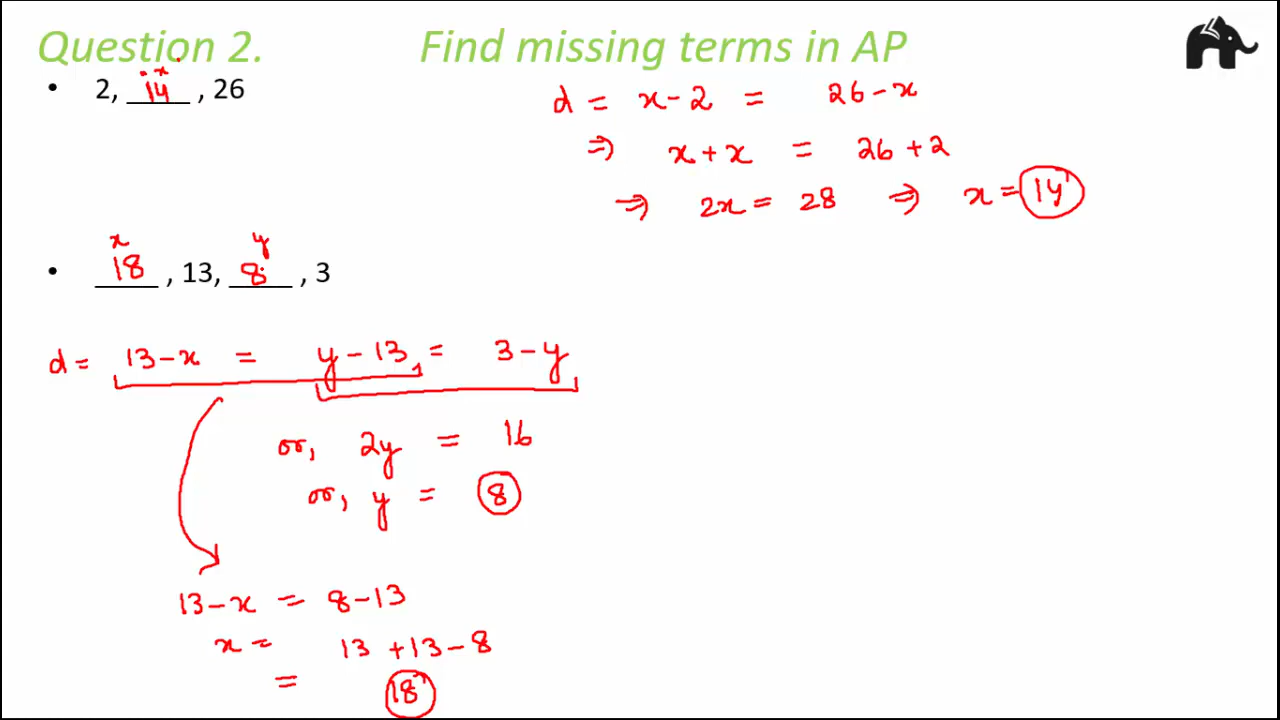 Question 2. Find missing terms in AP
x
• 2, 14 , 26
d = x - 2 = 26 - x
⇒ x + x = 26 + 2
⇒ 2x = 28 ⇒ x = 14
x y
• 18 , 13, 8 , 3
d = 13 - x = y - 13 = 3 - y
or, 2y = 16
or, y = 8
13 - x = 8 - 13
x = 13 + 13 - 8
= 18